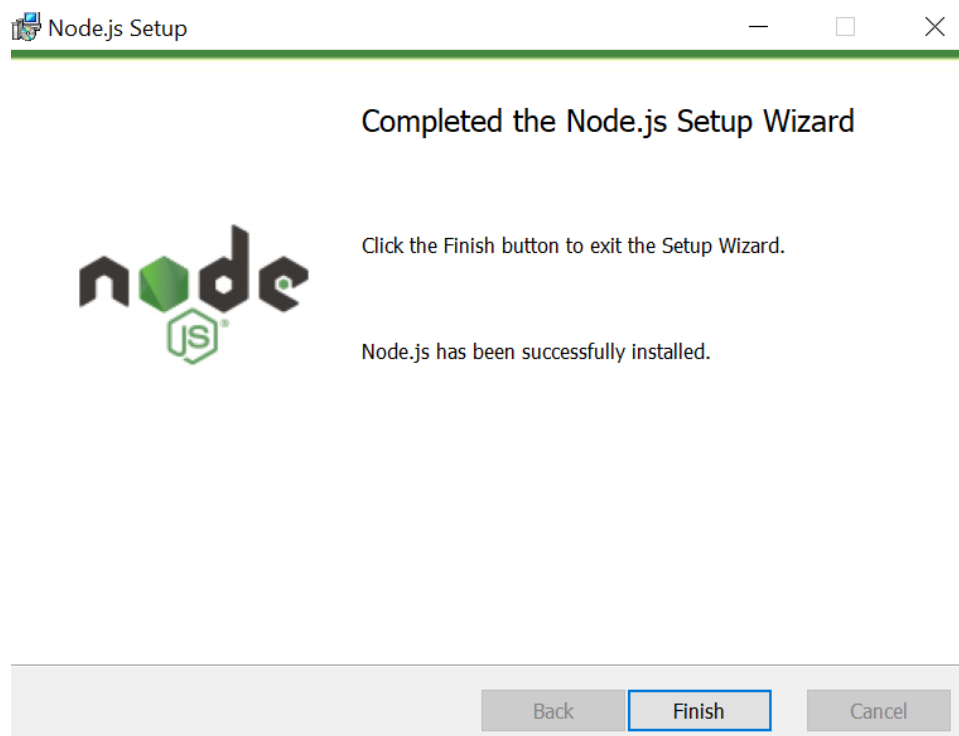 Node.js Setup
Completed the Node.js Setup Wizard
Click the Finish button to exit the Setup Wizard.
node
JS®
Node.js has been successfully installed.
Back Finish Cancel